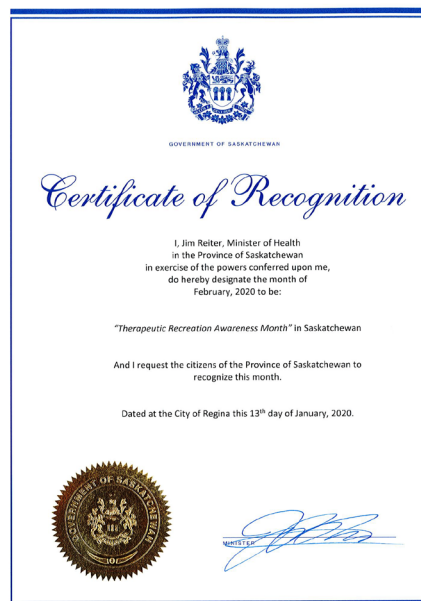 GOVERNMENT OF SASKATCHEWAN
Certificate of Recognition
I, Jim Reiter, Minister of Health
in the Province of Saskatchewan
in exercise of the powers conferred upon me,
do hereby designate the month of
February, 2020 to be:
"Therapeutic Recreation Awareness Month" in Saskatchewan
And I request the citizens of the Province of Saskatchewan to
recognize this month.
Dated at the City of Regina this 13th day of January, 2020.
GOVERNMENT OF SASKATCHEWAN
MINISTER